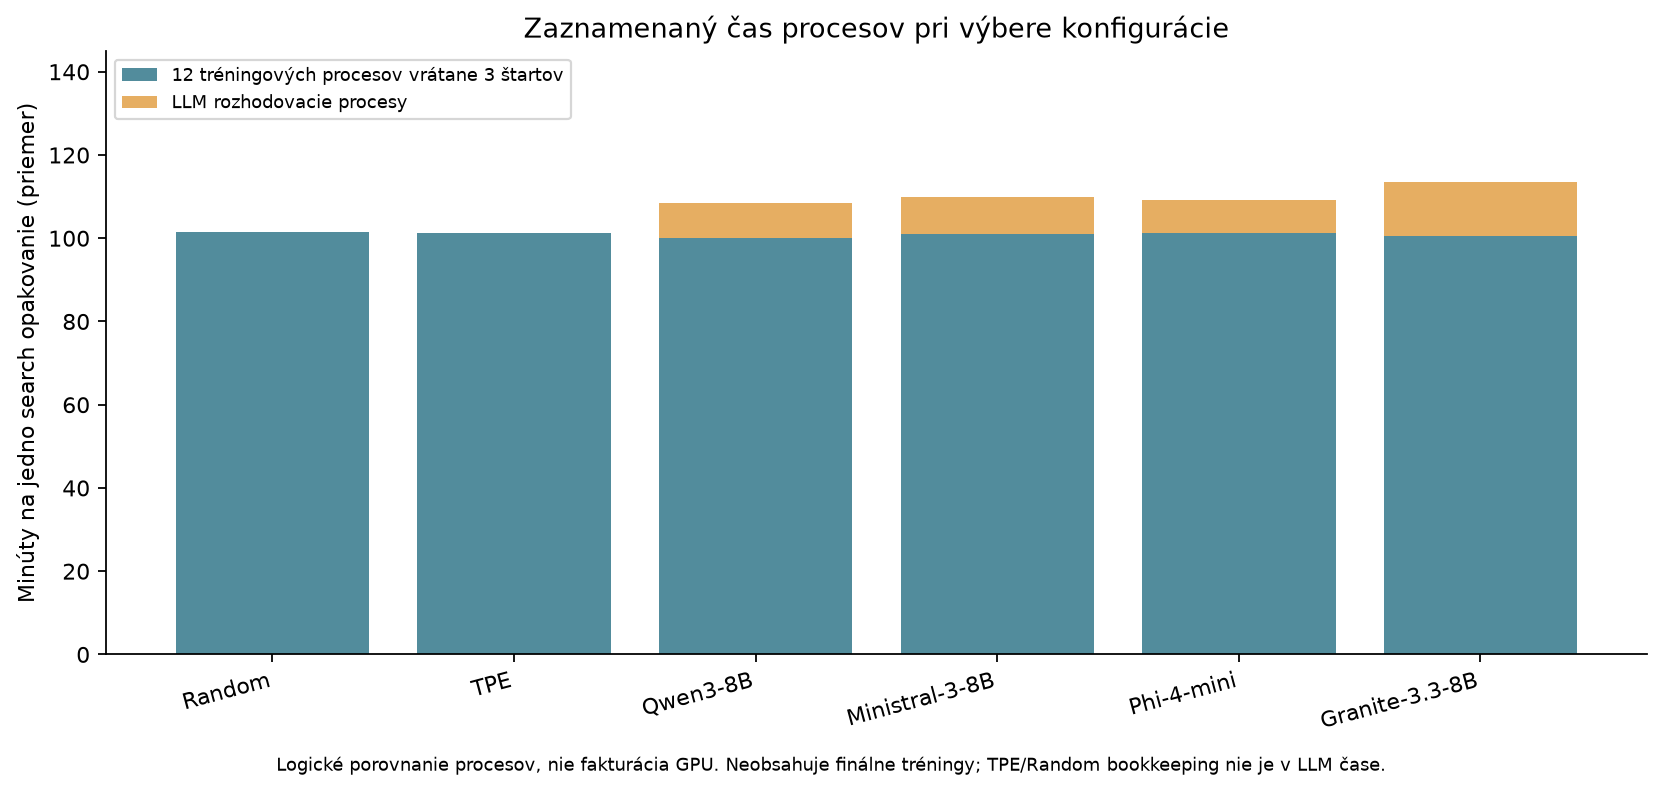 Zaznamenaný čas procesov pri výbere konfigurácie
12 tréningových procesov vrátane 3 štartov
LLM rozhodovacie procesy
Minúty na jedno search opakovanie (priemer)
140
120
100
80
60
40
20
0
Random
TPE
Qwen3-8B
Ministral-3-8B
Phi-4-mini
Granite-3.3-8B
Logické porovnanie procesov, nie fakturácia GPU. Neobsahuje finálne tréningy; TPE/Random bookkeeping nie je v LLM čase.